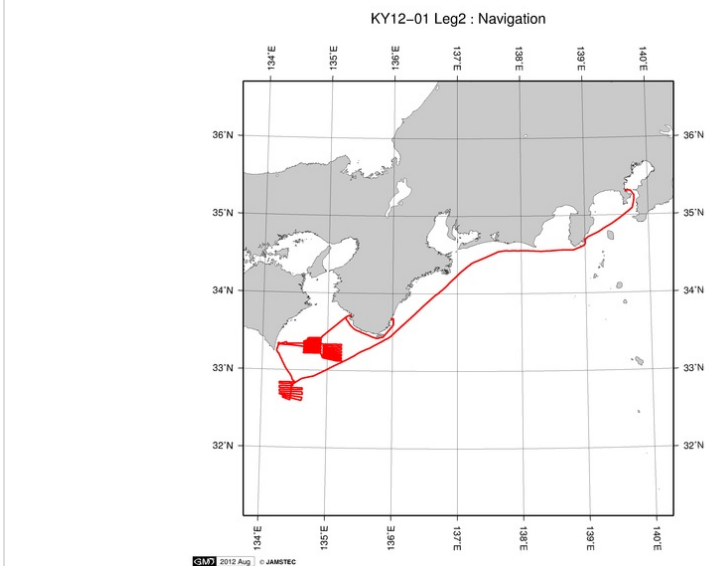 KY12−01 Leg2 : Navigation
134˚E 135˚E 136˚E 137˚E 138˚E 139˚E 140˚E
36˚N 36˚N
35˚N 35˚N
34˚N 34˚N
33˚N 33˚N
32˚N 32˚N
134˚E 135˚E 136˚E 137˚E 138˚E 139˚E 140˚E
GMD 2012 Aug © JAMSTEC